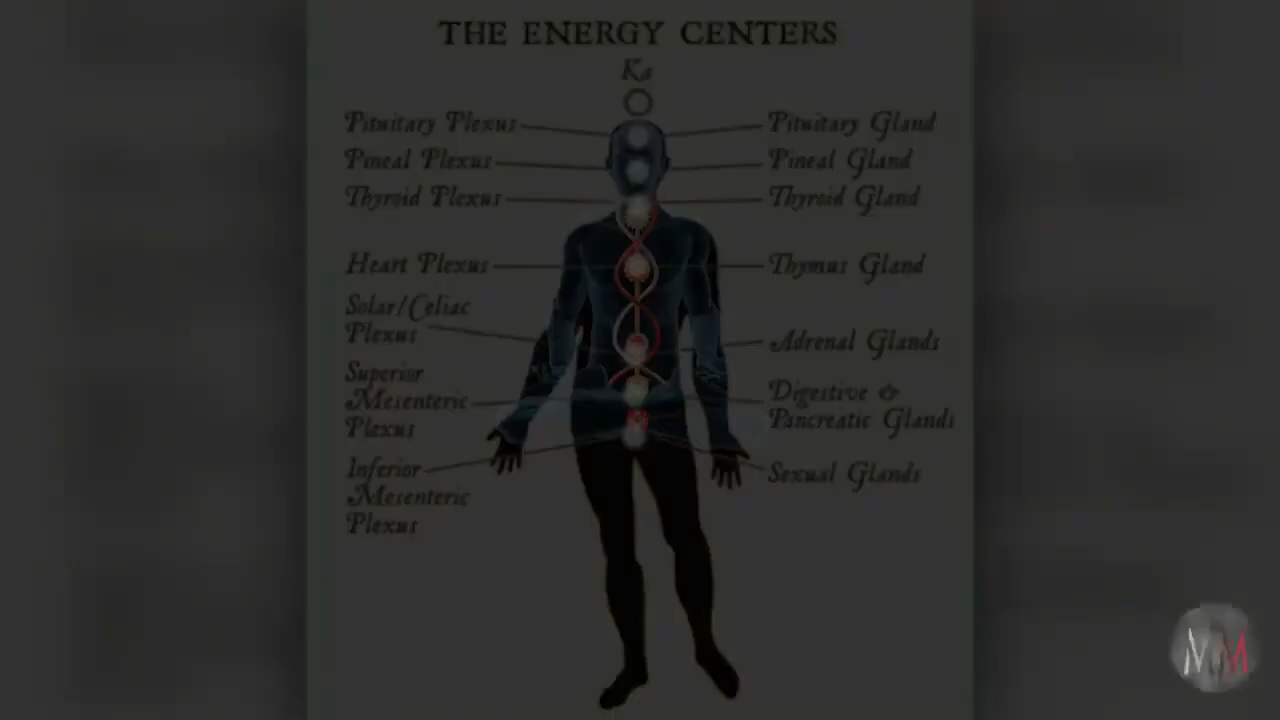 THE ENERGY CENTERS
Ka
Pituitary Plexus
Pituitary Gland
Pineal Plexus
Pineal Gland
Thyroid Plexus
Thyroid Gland
Heart Plexus
Thymus Gland
Solar/Celiac
Plexus
Adrenal Glands
Superior
Mesenteric
Plexus
Digestive &
Pancreatic Glands
Inferior
Mesenteric
Plexus
Sexual Glands
MM